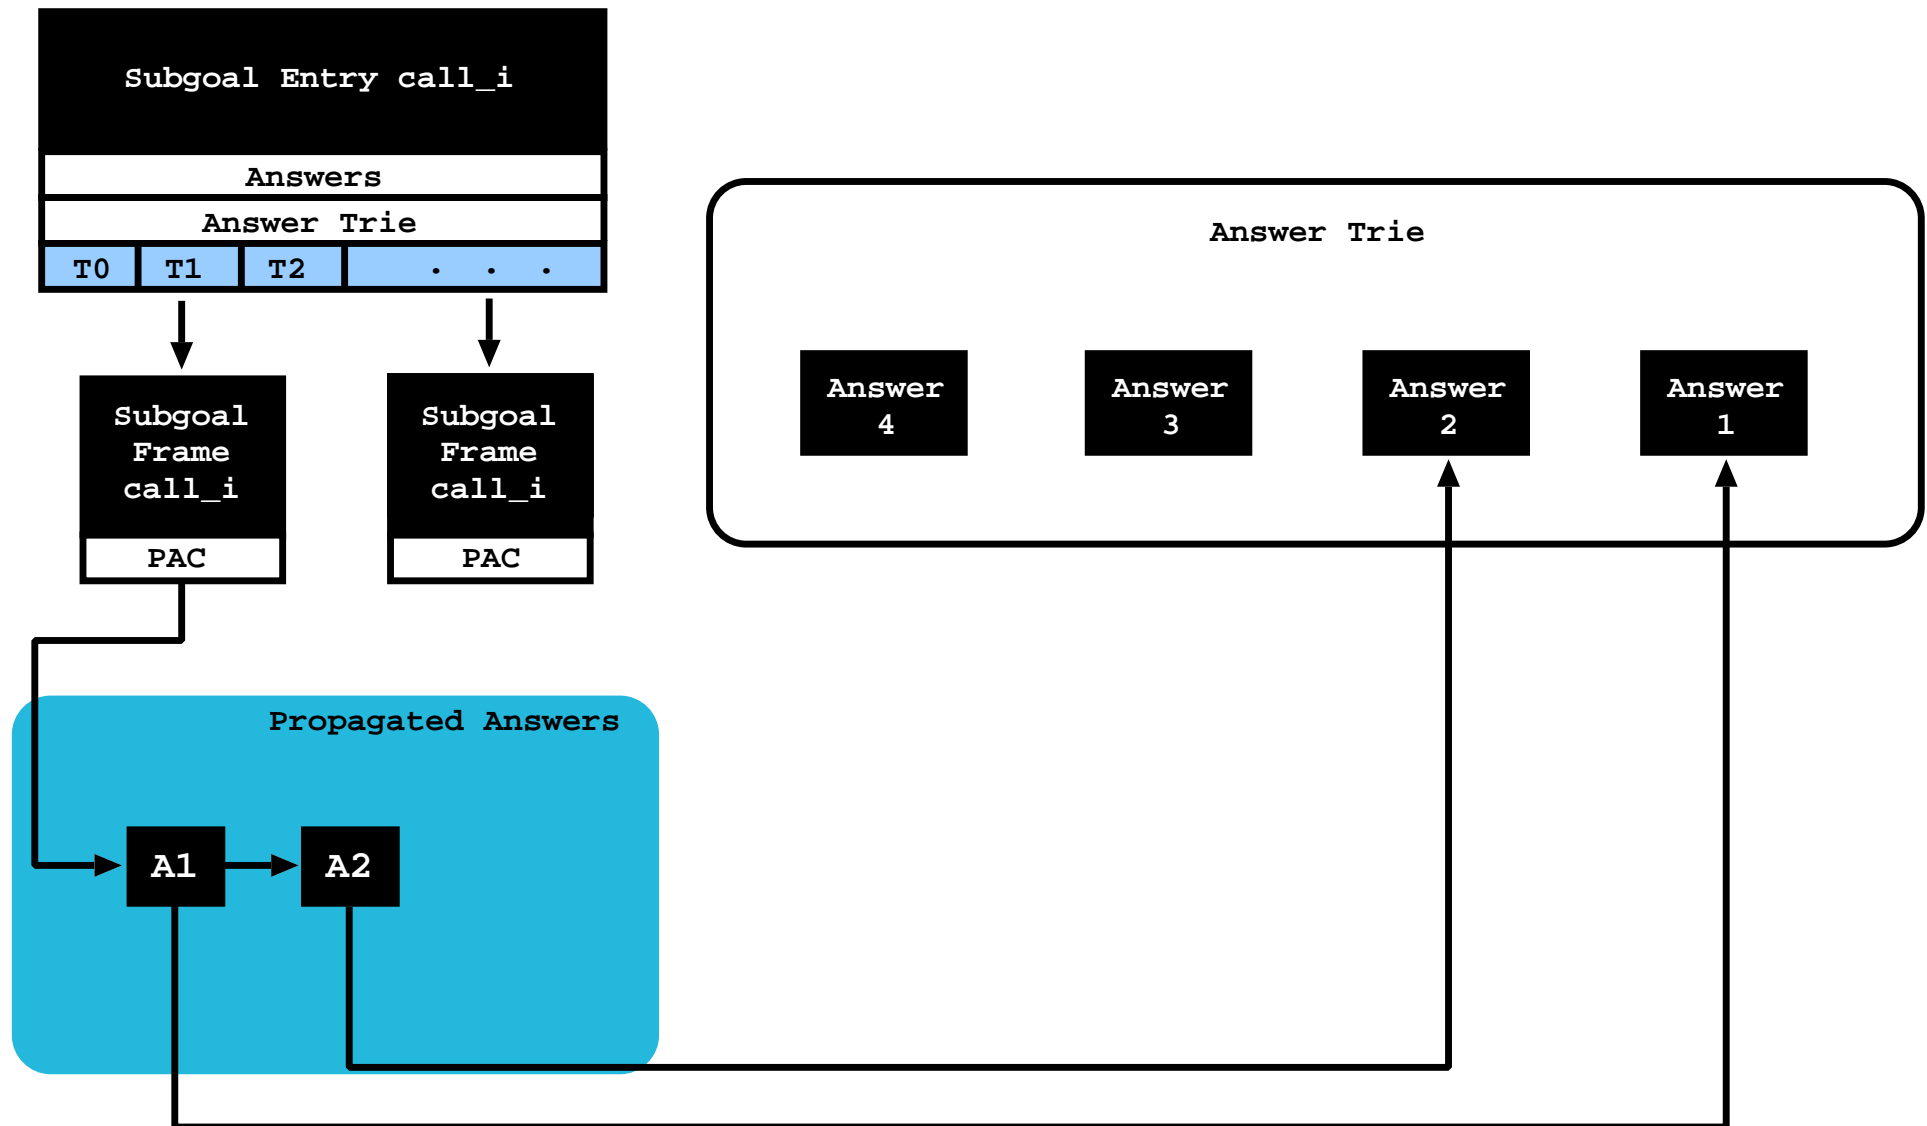 Subgoal Entry call_i
Answers
Answer Trie
T0 T1 T2 . . .
Subgoal
Frame
call_i
PAC
Subgoal
Frame
call_i
PAC
Answer Trie
Answer
4
Answer
3
Answer
2
Answer
1
Propagated Answers
A1
A2